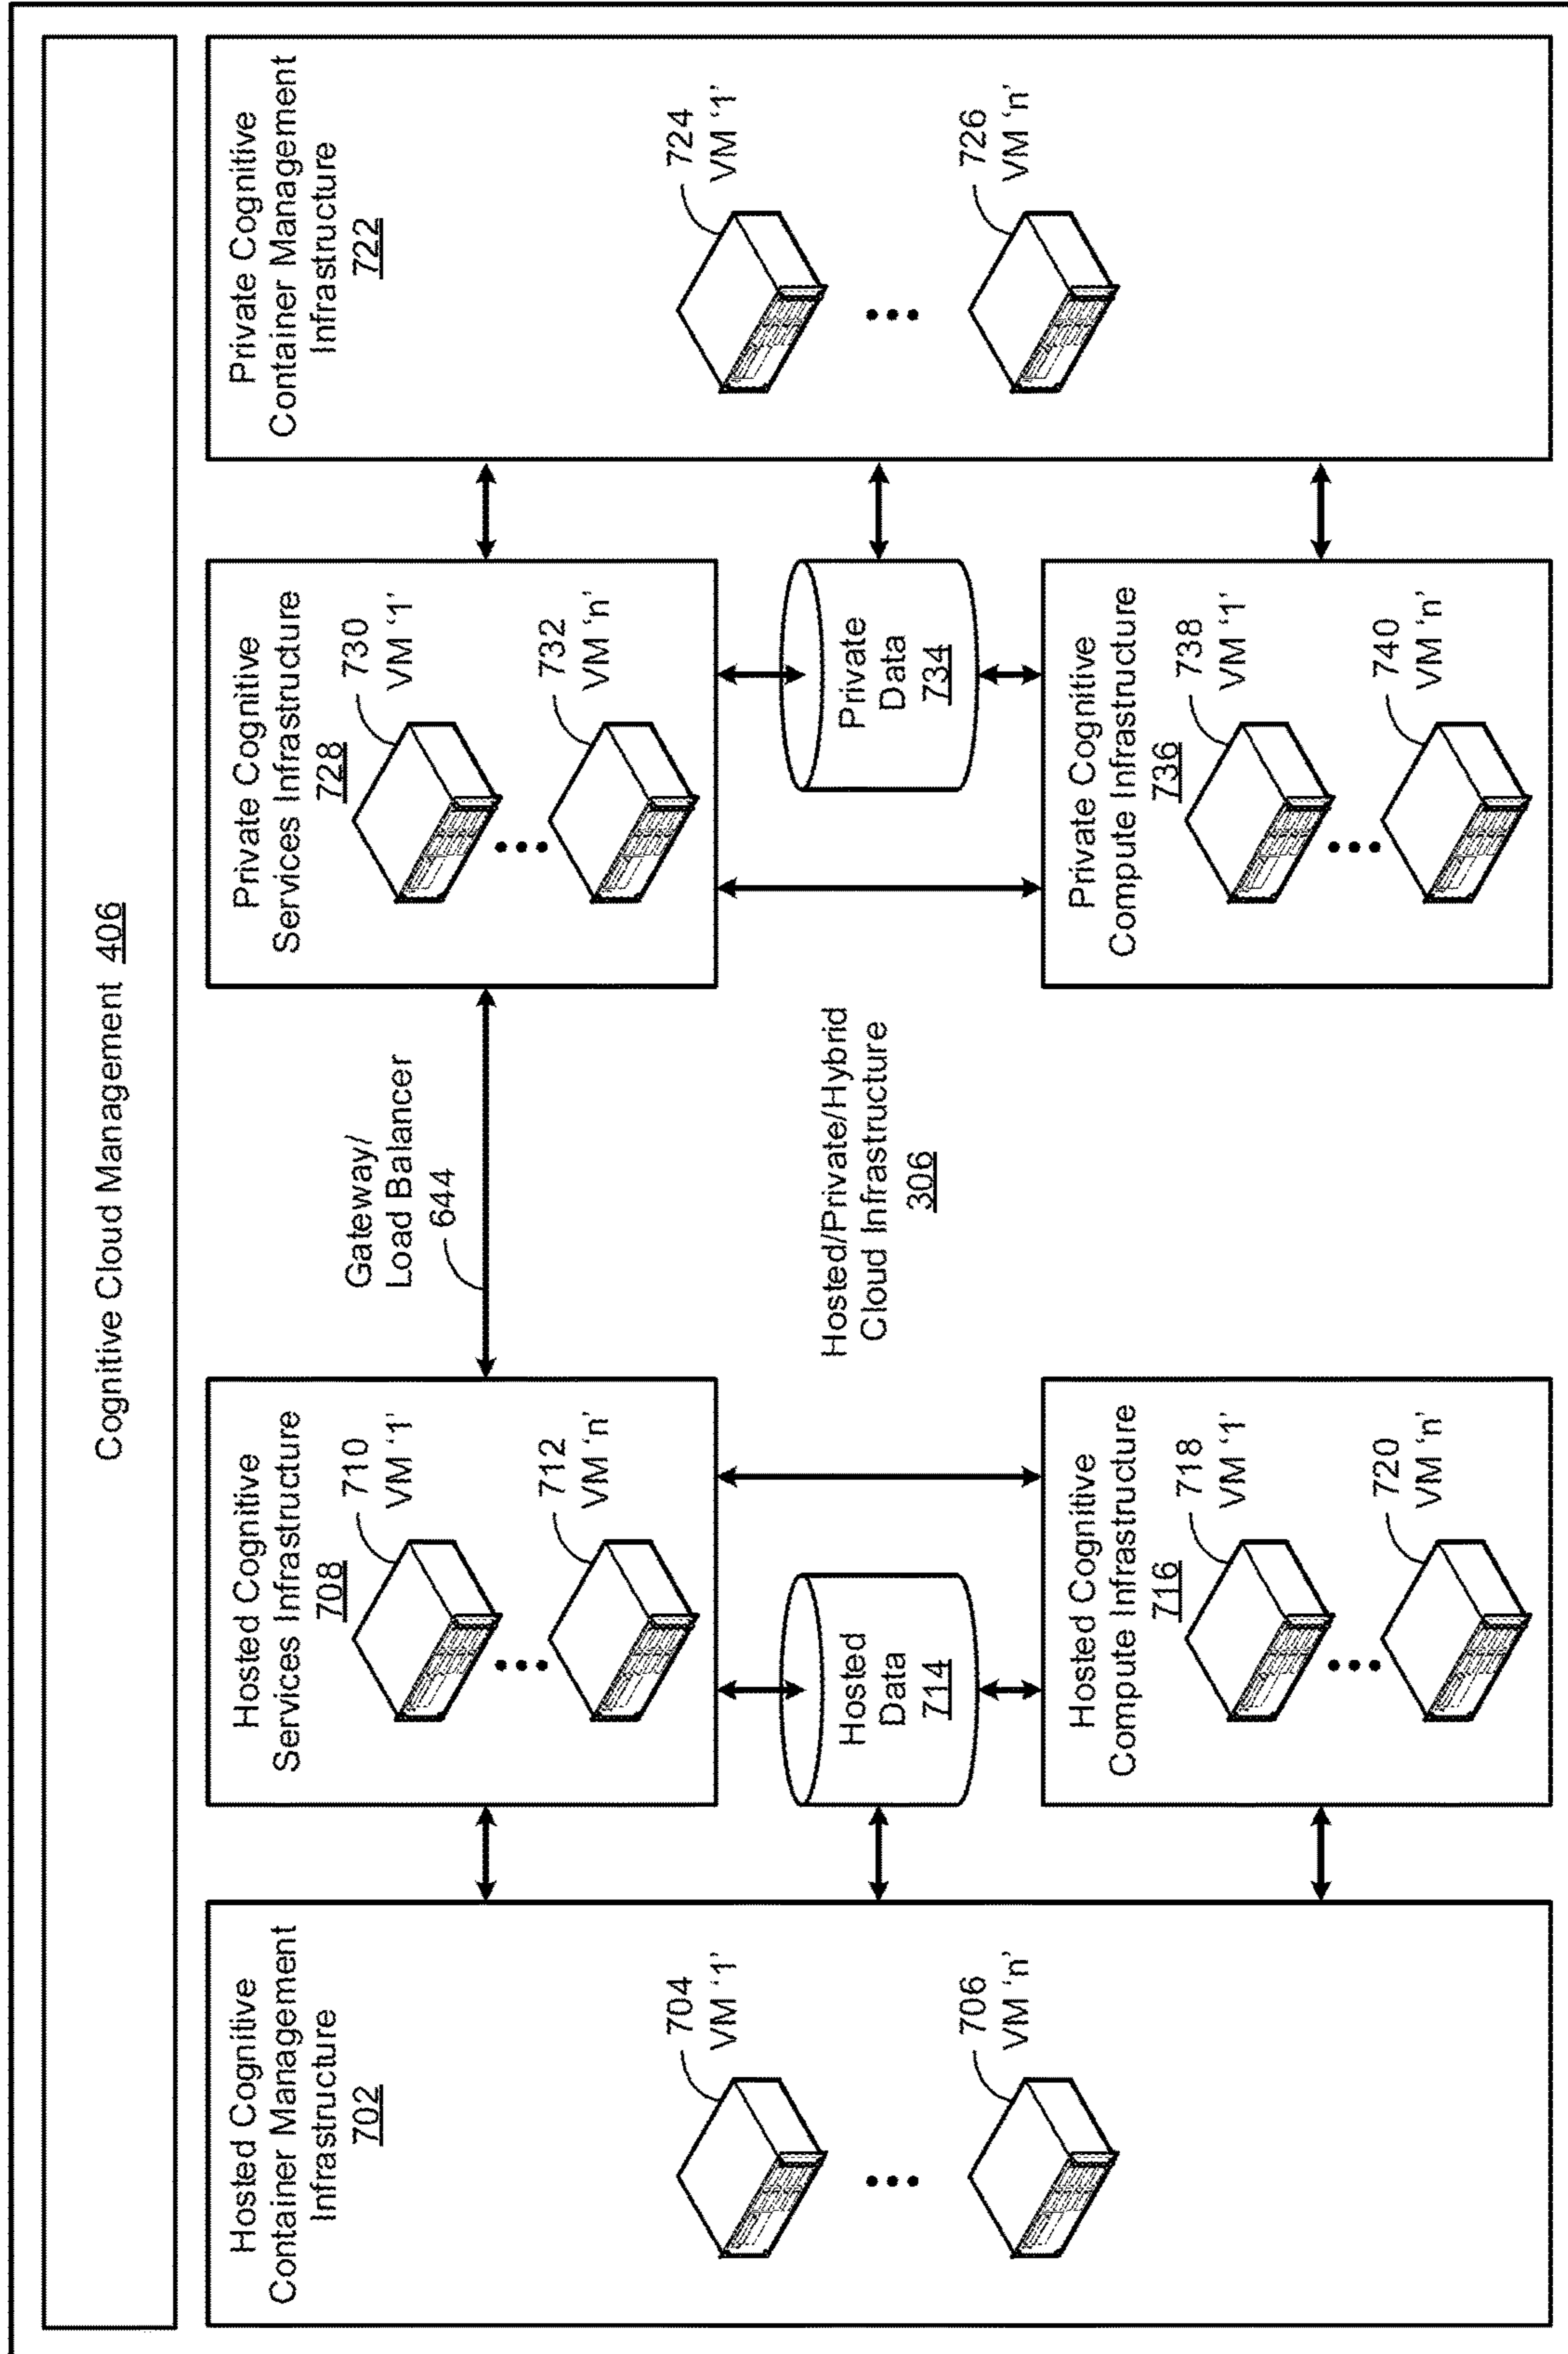 Cognitive Cloud Management 406
Hosted Cognitive
Container Management
Infrastructure
702
704
VM '1'
706
VM 'n'
Hosted Cognitive
Services Infrastructure
708
710
VM '1'
712
VM 'n'
Hosted
Data
714
Hosted Cognitive
Compute Infrastructure
716
718
VM '1'
720
VM 'n'
Gateway/
Load Balancer
644
Hosted/Private/Hybrid
Cloud Infrastructure
306
Private Cognitive
Services Infrastructure
728
730
VM '1'
732
VM 'n'
Private
Data
734
Private Cognitive
Compute Infrastructure
736
738
VM '1'
740
VM 'n'
Private Cognitive
Container Management
Infrastructure
722
724
VM '1'
726
VM 'n'